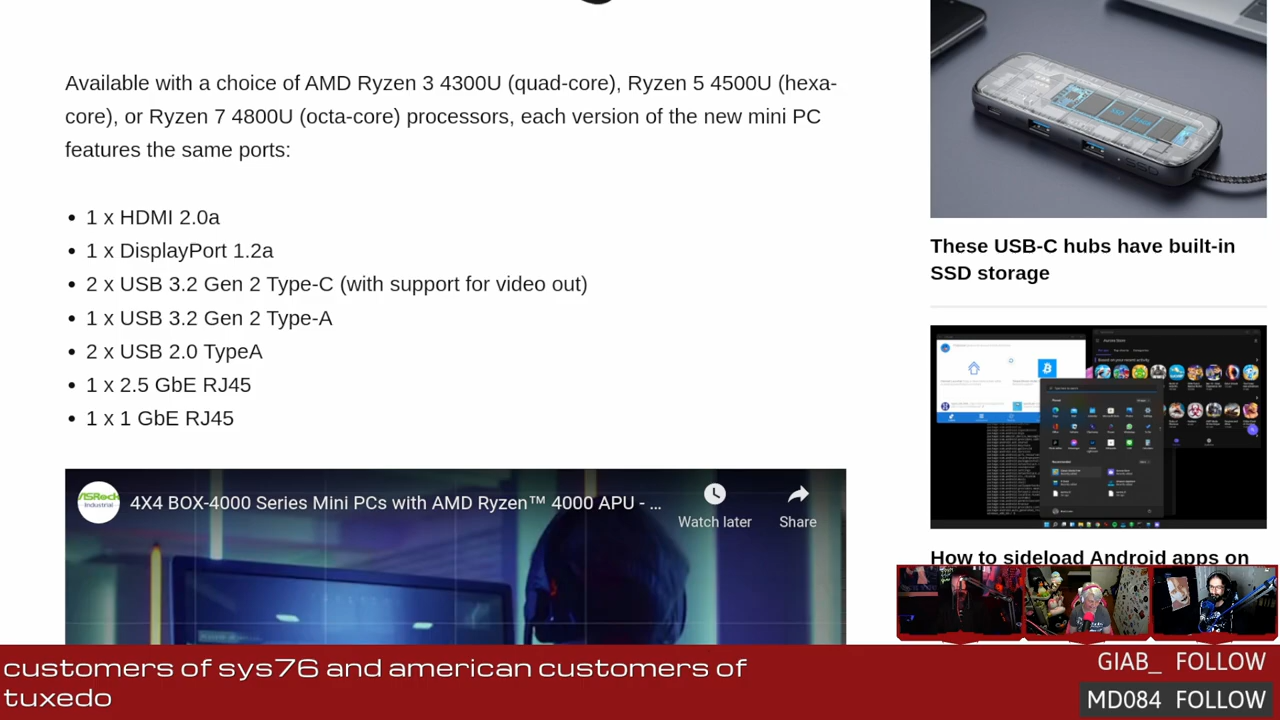 Available with a choice of AMD Ryzen 3 4300U (quad-core), Ryzen 5 4500U (hexa-
core), or Ryzen 7 4800U (octa-core) processors, each version of the new mini PC
features the same ports:
• 1 x HDMI 2.0a
• 1 x DisplayPort 1.2a
• 2 x USB 3.2 Gen 2 Type-C (with support for video out)
• 1 x USB 3.2 Gen 2 Type-A
• 2 x USB 2.0 TypeA
• 1 x 2.5 GbE RJ45
• 1 x 1 GbE RJ45
ASRock
Industrial
4X4 BOX-4000 Series Mini PCs with AMD Ryzen™ 4000 APU - ...
Watch later
Share
These USB-C hubs have built-in
SSD storage
How to sideload Android apps on
customers of sys76 and american customers of
tuxedo
GIAB_ FOLLOW
MD084 FOLLOW